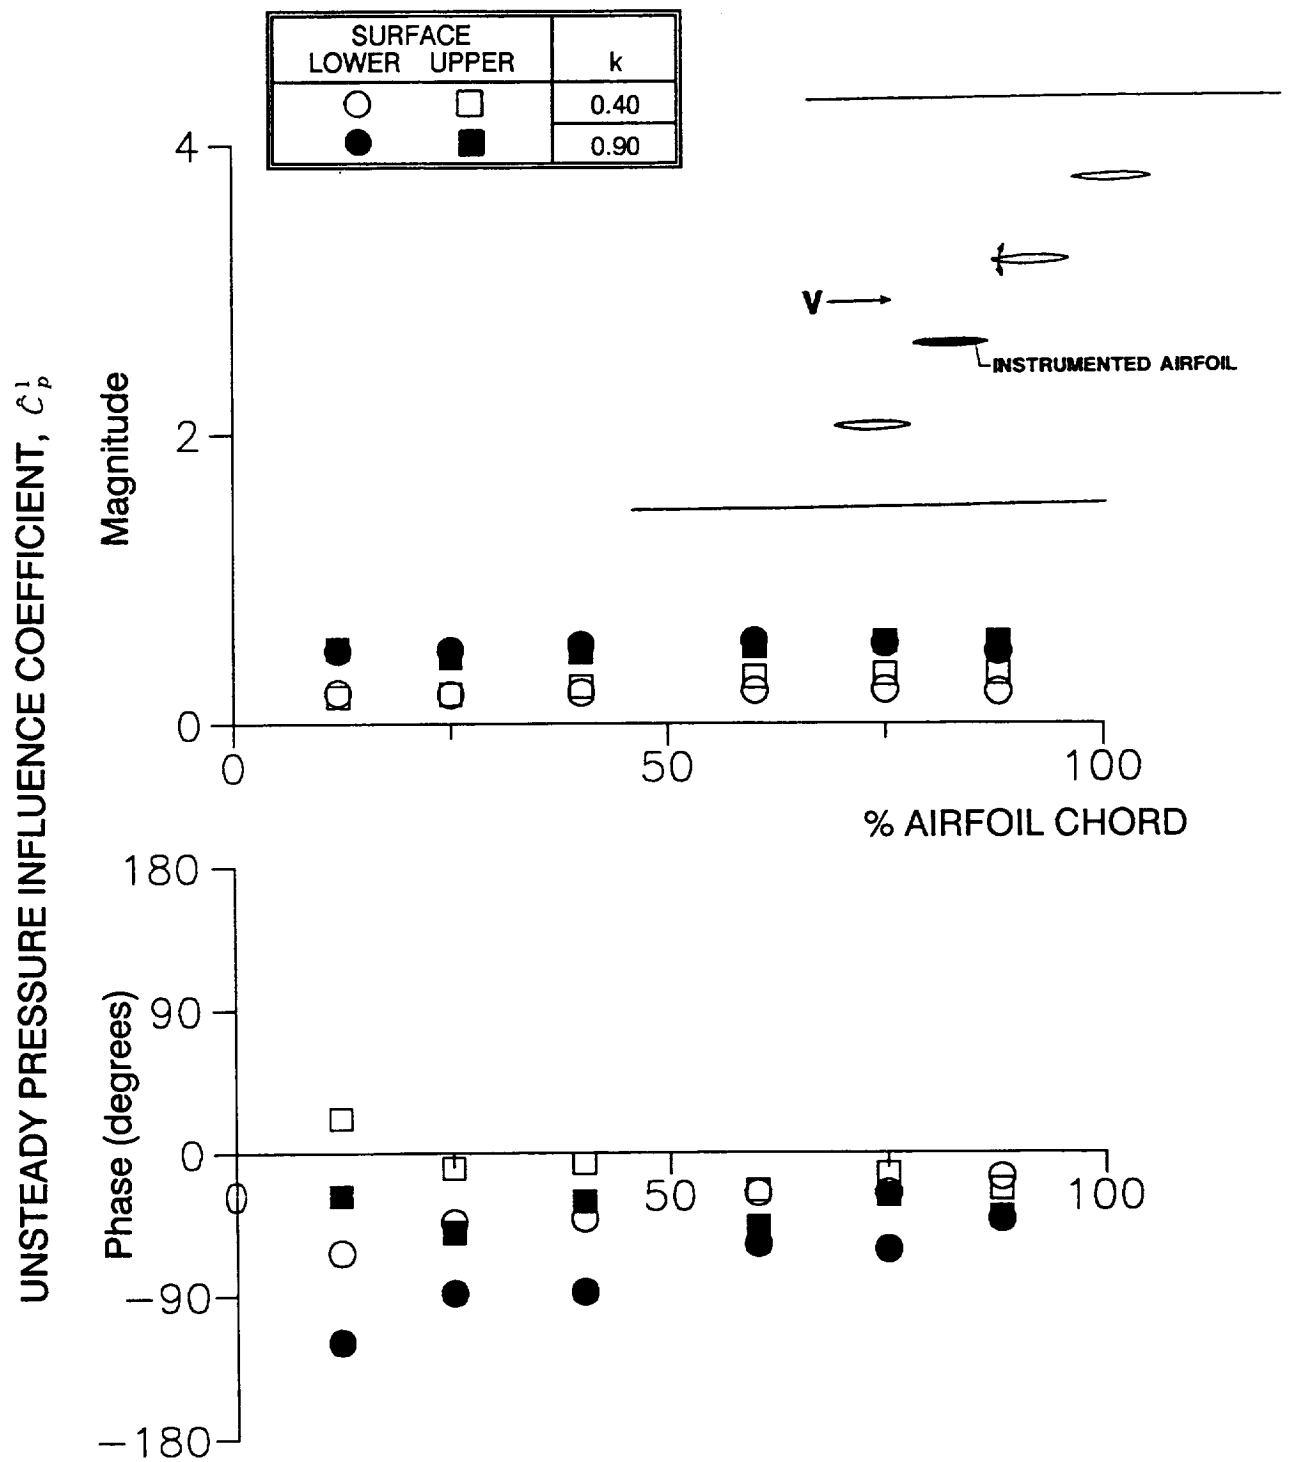 SURFACE
LOWER UPPER k
0.40
0.90
4
2
0
0 50 100
Magnitude
V
INSTRUMENTED AIRFOIL
% AIRFOIL CHORD
UNSTEADY PRESSURE INFLUENCE COEFFICIENT, Ĉ¹ₚ
180
90
0
−90
−180
0 50 100
Phase (degrees)